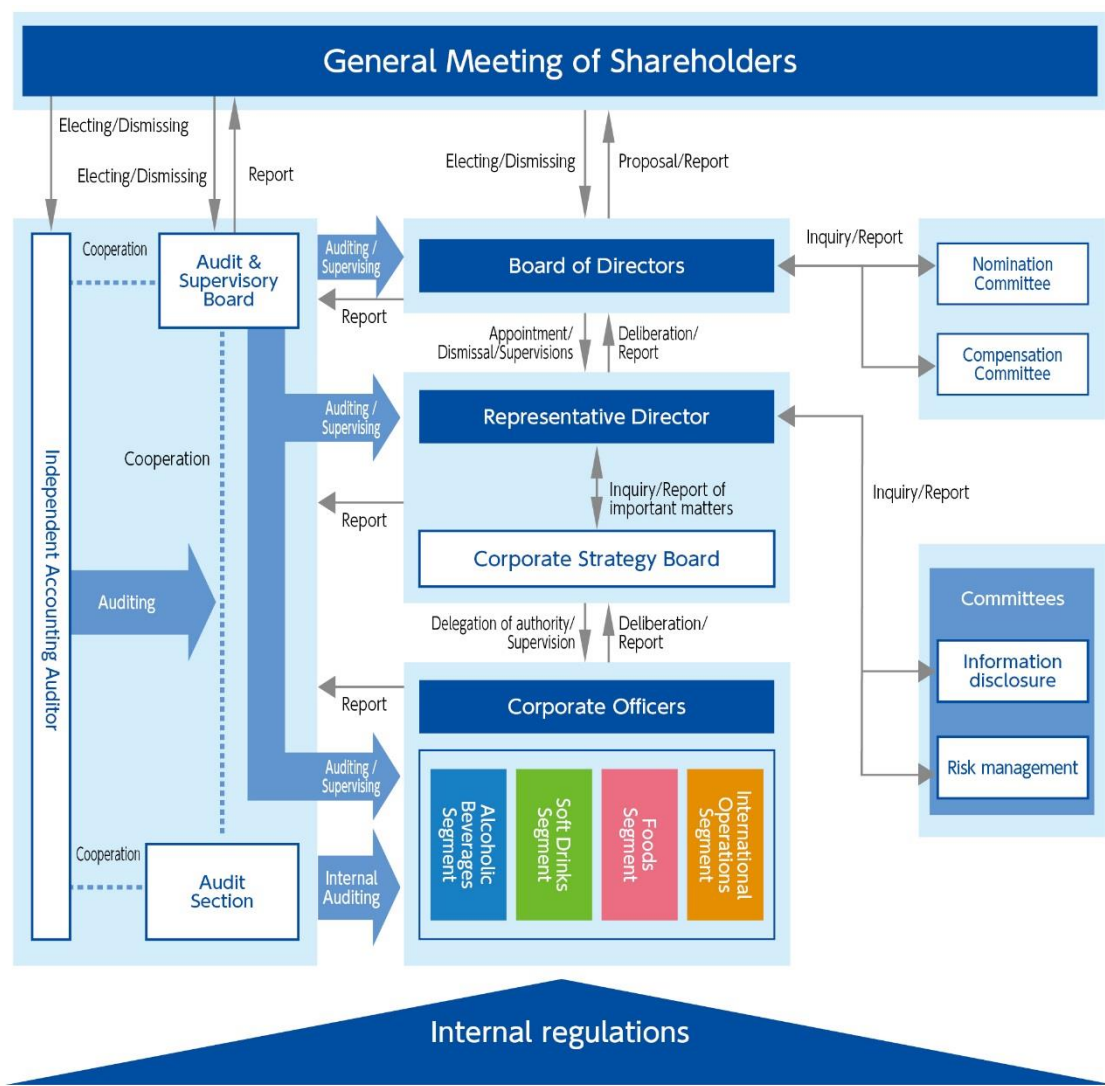 General Meeting of Shareholders
Electing/Dismissing
Electing/Dismissing
Report
Electing/Dismissing
Proposal/Report
Cooperation
Audit &
Supervisory
Board
Auditing /
Supervising
Report
Board of Directors
Inquiry/Report
Nomination
Committee
Compensation
Committee
Appointment/
Dismissal/Supervisions
Deliberation/
Report
Independent Accounting Auditor
Cooperation
Auditing
Auditing /
Supervising
Report
Representative Director
Inquiry/Report of
important matters
Corporate Strategy Board
Inquiry/Report
Committees
Information
disclosure
Risk management
Delegation of authority/
Supervision
Deliberation/
Report
Report
Corporate Officers
Auditing /
Supervising
Alcoholic
Beverages
Segment
Soft Drinks
Segment
Foods
Segment
International
Operations
Segment
Cooperation
Audit
Section
Internal
Auditing
Internal regulations